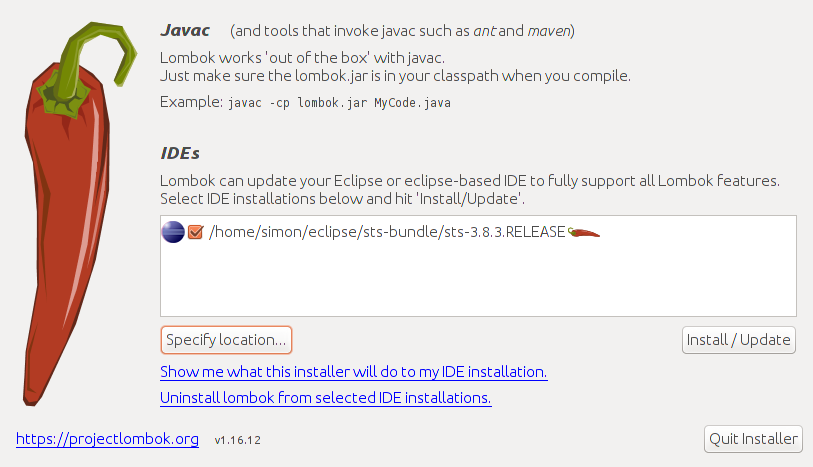 Javac (and tools that invoke javac such as ant and maven)
Lombok works 'out of the box' with javac.
Just make sure the lombok.jar is in your classpath when you compile.
Example: javac -cp lombok.jar MyCode.java
IDEs
Lombok can update your Eclipse or eclipse-based IDE to fully support all Lombok features.
Select IDE installations below and hit 'Install/Update'.
/home/simon/eclipse/sts-bundle/sts-3.8.3.RELEASE
Specify location... Install / Update
Show me what this installer will do to my IDE installation.
Uninstall lombok from selected IDE installations.
https://projectlombok.org v1.16.12 Quit Installer